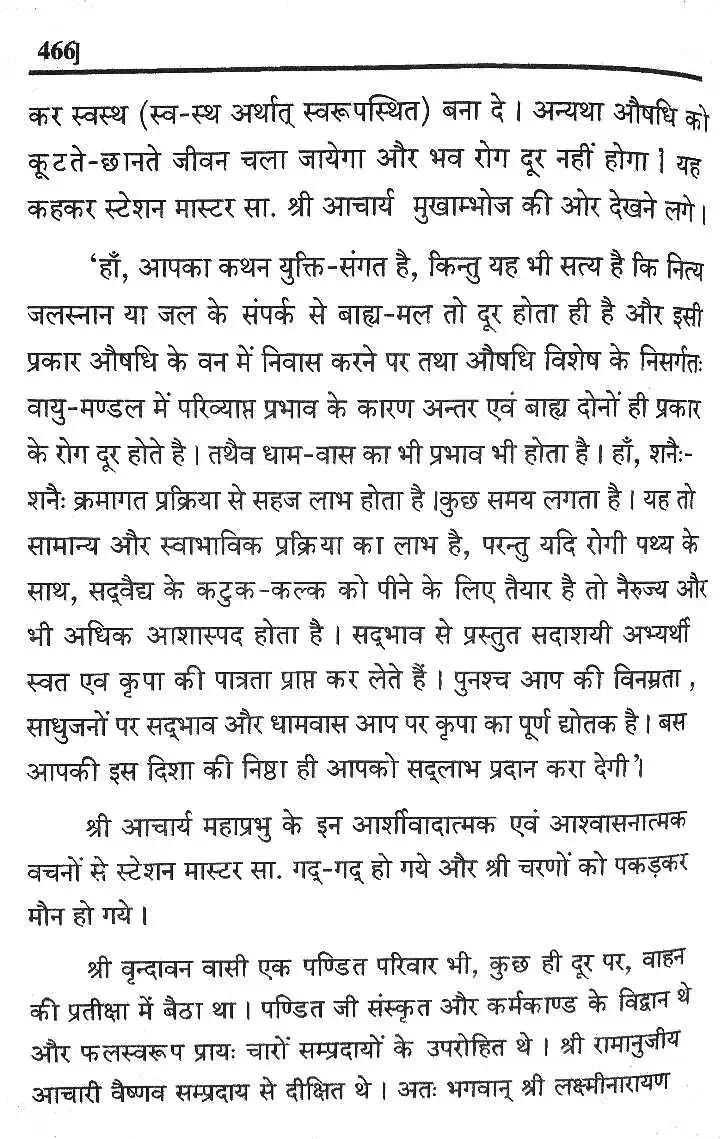 466]
कर स्वस्थ (स्व-स्थ अर्थात् स्वरूपस्थित) बना दे । अन्यथा औषधि को
कूटते-छानते जीवन चला जायेगा और भव रोग दूर नहीं होगा । यह
कहकर स्टेशन मास्टर सा. श्री आचार्य मुखाम्भोज की ओर देखने लगे।
'हाँ, आपका कथन युक्ति-संगत है, किन्तु यह भी सत्य है कि नित्य
जलस्नान या जल के संपर्क से बाह्य-मल तो दूर होता ही है और इसी
प्रकार औषधि के वन में निवास करने पर तथा औषधि विशेष के निसर्गतः
वायु-मण्डल में परिव्याप्त प्रभाव के कारण अन्तर एवं बाह्य दोनों ही प्रकार
के रोग दूर होते है । तथैव धाम-वास का भी प्रभाव भी होता है । हाँ, शनैः-
शनैः क्रमागत प्रक्रिया से सहज लाभ होता है ।कुछ समय लगता है । यह तो
सामान्य और स्वाभाविक प्रक्रिया का लाभ है, परन्तु यदि रोगी पथ्य के
साथ, सद्‌वैद्य के कटुक-कल्क को पीने के लिए तैयार है तो नैरुज्य और
भी अधिक आशास्पद होता है । सद्‌भाव से प्रस्तुत सदाशयी अभ्यर्थी
स्वत एव कृपा की पात्रता प्राप्त कर लेते हैं । पुनश्च आप की विनम्रता ,
साधुजनों पर सद्‌भाव और धामवास आप पर कृपा का पूर्ण द्योतक है । बस
आपकी इस दिशा की निष्ठा ही आपको सद्‌लाभ प्रदान करा देगी'।
श्री आचार्य महाप्रभु के इन आर्शीवादात्मक एवं आश्वासनात्मक
वचनों से स्टेशन मास्टर सा. गद्-गद् हो गये और श्री चरणों को पकड़कर
मौन हो गये ।
श्री वृन्दावन वासी एक पण्डित परिवार भी, कुछ ही दूर पर, वाहन
की प्रतीक्षा में बैठा था । पण्डित जी संस्कृत और कर्मकाण्ड के विद्वान थे
और फलस्वरूप प्रायः चारों सम्प्रदायों के उपरोहित थे । श्री रामानुजीय
आचारी वैष्णव सम्प्रदाय से दीक्षित थे । अतः भगवान् श्री लक्ष्मीनारायण